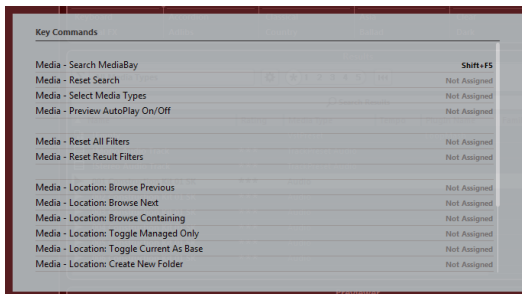 Key Commands
Media - Search MediaBay Shift+F5
Media - Reset Search Not Assigned
Media - Select Media Types Not Assigned
Media - Preview AutoPlay On/Off Not Assigned
Media - Reset All Filters Not Assigned
Media - Reset Result Filters Not Assigned
Media - Location: Browse Previous Not Assigned
Media - Location: Browse Next Not Assigned
Media - Location: Browse Containing Not Assigned
Media - Location: Toggle Managed Only Not Assigned
Media - Location: Toggle Current As Base Not Assigned
Media - Location: Create New Folder Not Assigned